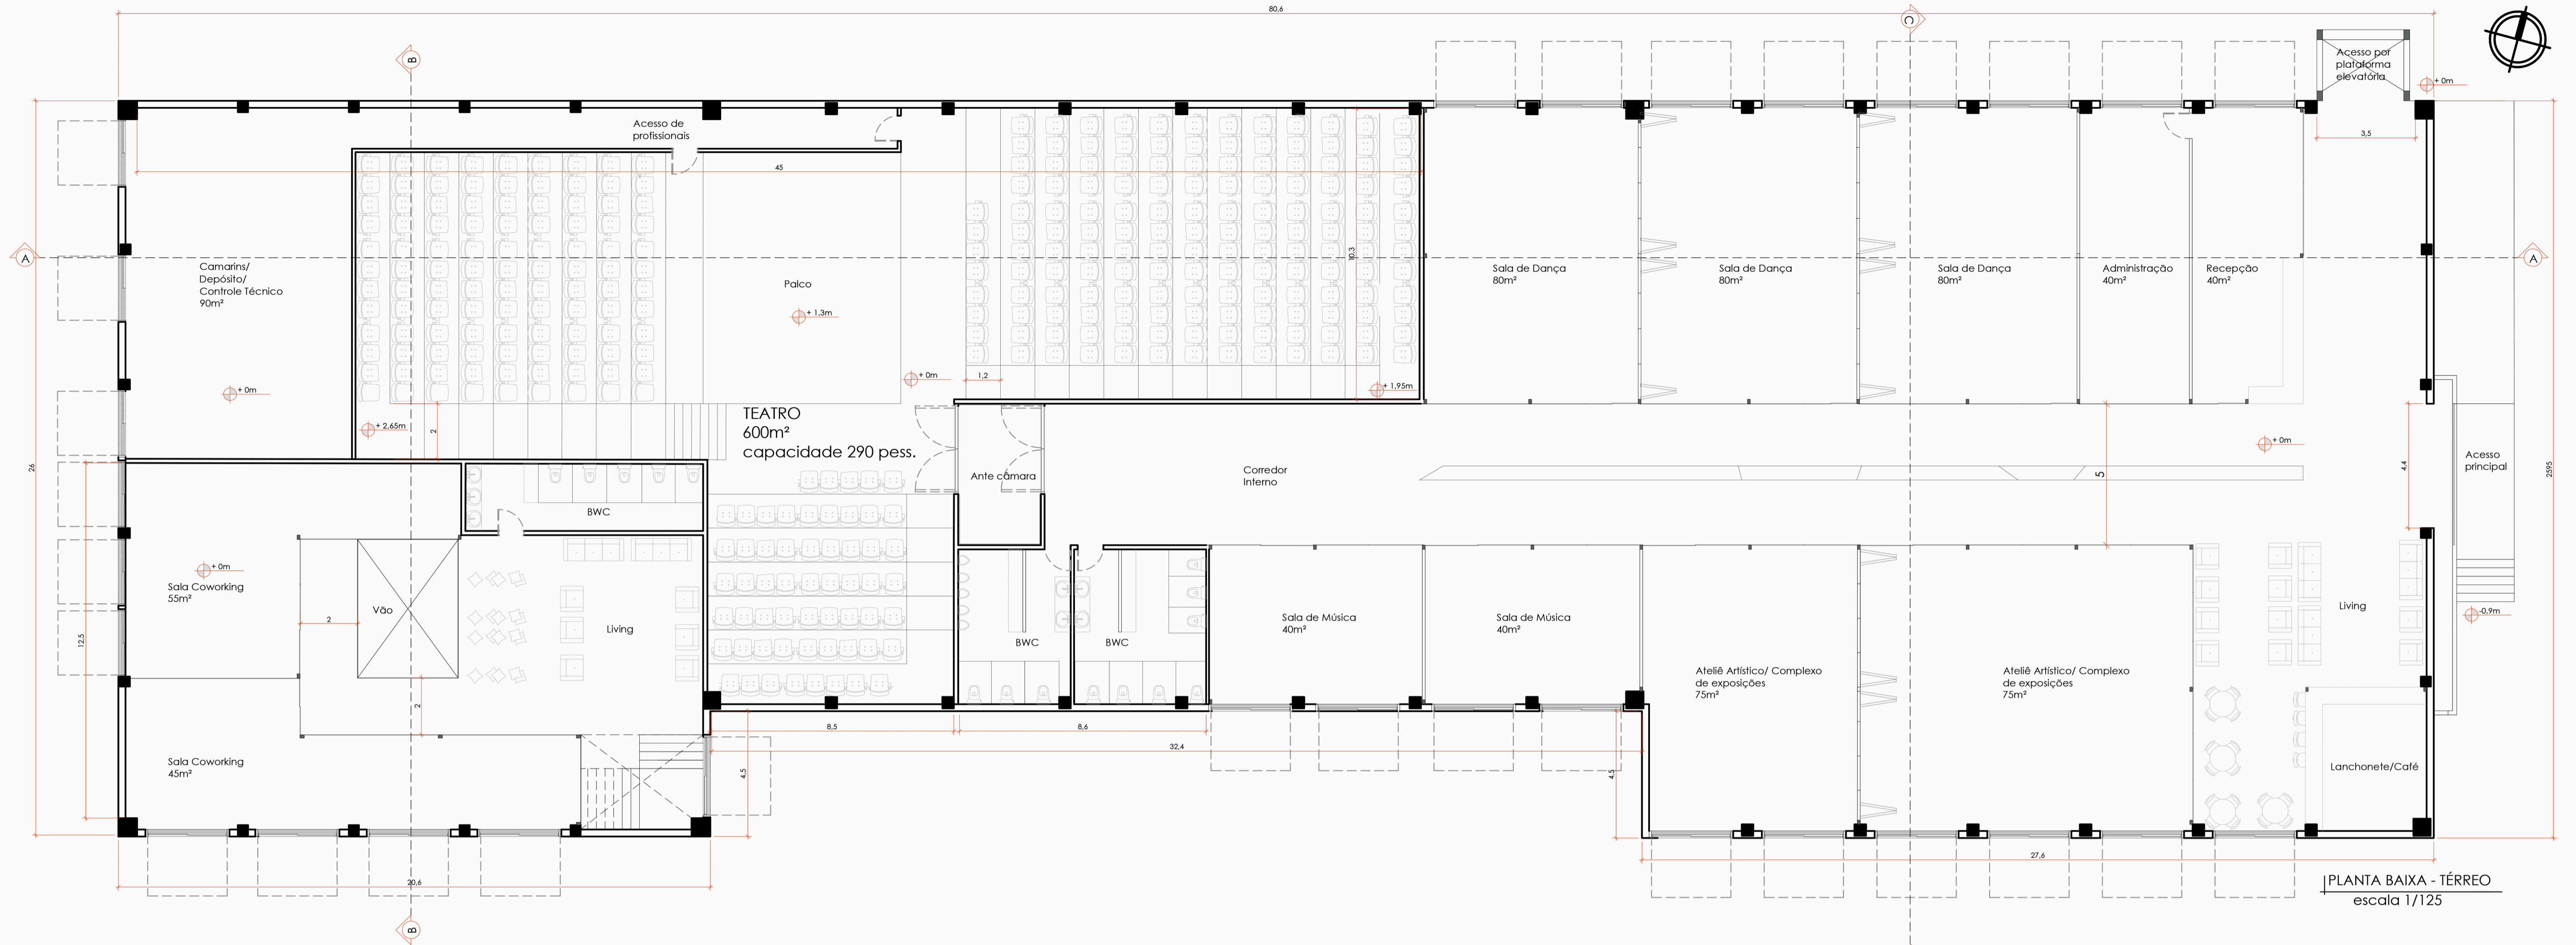 80,6
C
B
Acesso por
plataforma
elevatória
+ 0m
3,5
Acesso de
profissionais
45
A
A
10,3
Camarins/
Depósito/
Controle Técnico
90m²
Palco
+ 1,3m
Sala de Dança
80m²
Sala de Dança
80m²
Sala de Dança
80m²
Administração
40m²
Recepção
40m²
+ 0m
+ 0m
1,2
+ 1,95m
TEATRO
600m²
capacidade 290 pess.
+ 2,65m
2
+ 0m
4,4
5
26
2595
Acesso
principal
Ante câmara
Corredor
Interno
BWC
+ 0m
Sala Coworking
55m²
Vão
2
Living
12,5
2
BWC
BWC
Sala de Música
40m²
Sala de Música
40m²
Living
-0,9m
Ateliê Artístico/ Complexo
de exposições
75m²
Ateliê Artístico/ Complexo
de exposições
75m²
8,5
8,6
32,4
4,5
4,5
Sala Coworking
45m²
Lanchonete/Café
27,6
20,6
B
PLANTA BAIXA - TÉRREO
escala 1/125